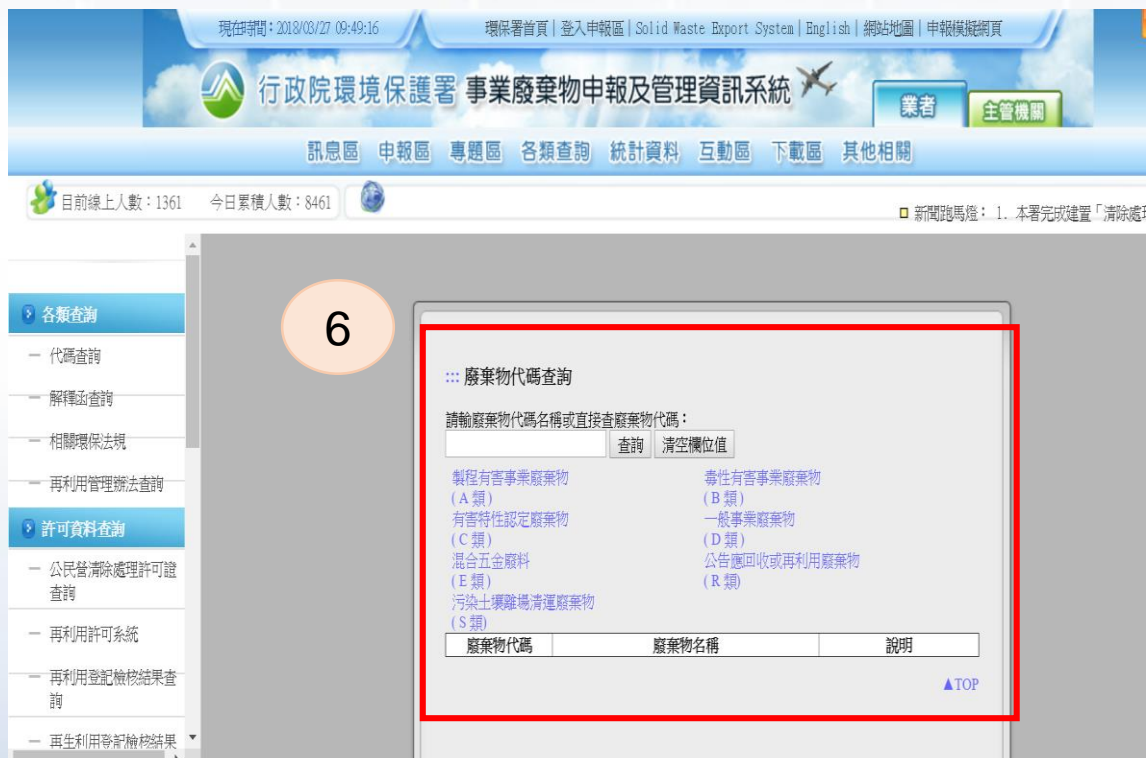 現在時間：2018/03/27 09:49:16
環保署首頁│登入申報區│Solid Waste Export System│English│網站地圖│申報模擬網頁
行政院環境保護署 事業廢棄物申報及管理資訊系統
業者
主管機關
訊息區 申報區 專題區 各類查詢 統計資料 互動區 下載區 其他相關
目前線上人數：1361 今日累積人數：8461
新聞跑馬燈： 1. 本署完成建置「清除處理
各類查詢
代碼查詢
解釋函查詢
相關環保法規
再利用管理辦法查詢
許可資料查詢
公民營清除處理許可證
查詢
再利用許可系統
再利用登記檢核結果查
詢
再生利用登記檢核結果
6
::: 廢棄物代碼查詢
請輸廢棄物代碼名稱或直接查廢棄物代碼：
查詢 清空欄位值
製程有害事業廢棄物 毒性有害事業廢棄物
(A類) (B類)
有害特性認定廢棄物 一般事業廢棄物
(C類) (D類)
混合五金廢料 公告應回收或再利用廢棄物
(E類) (R類)
污染土壤離場清運廢棄物
(S類)
廢棄物代碼 廢棄物名稱 說明
▲TOP